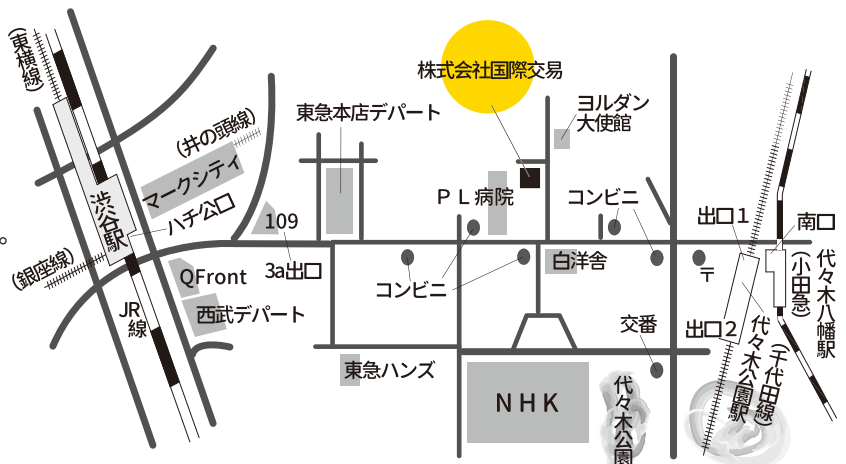 (東横線)
株式会社国際交易
東急本店デパート
ヨルダン
大使館
(井の頭線)
マークシティ
渋谷駅
ハチ公口
109
3a出口
PL病院
コンビニ
出口1
南口
(銀座線)
QFront
西武デパート
JR
線
コンビニ
白洋舎
〒
(小田急)
代々木八幡駅
交番
出口2
東急ハンズ
NHK
代々木公園
代々木公園駅
(千代田線)